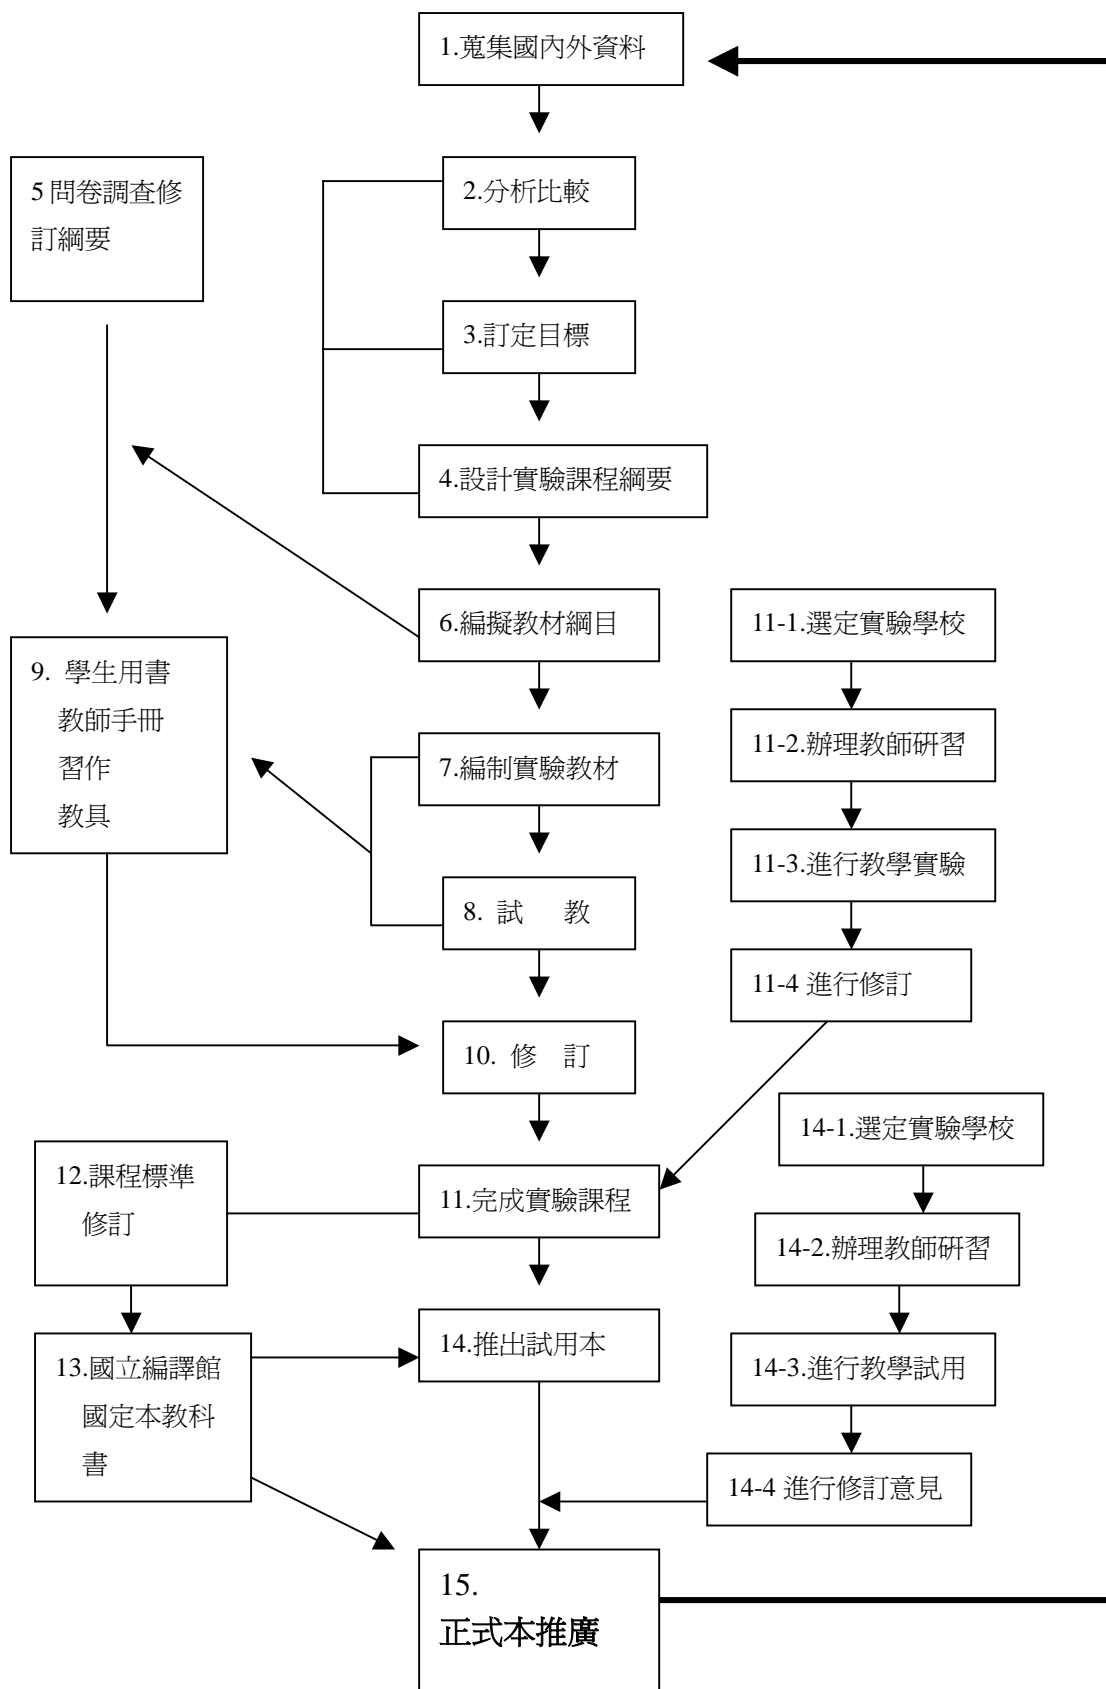 1.蒐集國內外資料
5 問卷調查修
訂綱要
2.分析比較
3.訂定目標
4.設計實驗課程綱要
6.編擬教材綱目
11-1.選定實驗學校
9. 學生用書
教師手冊
習作
教具
11-2.辦理教師研習
7.編制實驗教材
11-3.進行教學實驗
8. 試 教
11-4 進行修訂
10. 修 訂
14-1.選定實驗學校
12.課程標準
修訂
11.完成實驗課程
14-2.辦理教師研習
14.推出試用本
13.國立編譯館
國定本教科
書
14-3.進行教學試用
14-4 進行修訂意見
15.
正式本推廣